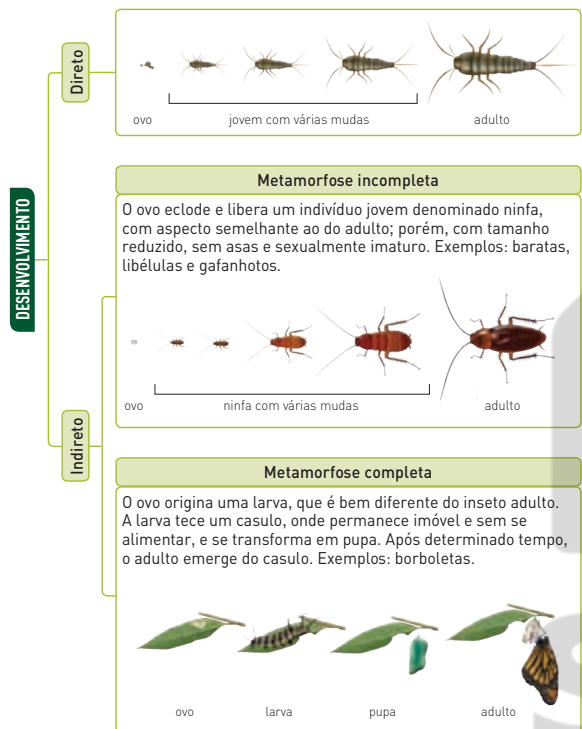 DESENVOLVIMENTO
Direto
ovo
jovem com várias mudas
adulto
Indireto
Metamorfose incompleta
O ovo eclode e libera um indivíduo jovem denominado ninfa,
com aspecto semelhante ao do adulto; porém, com tamanho
reduzido, sem asas e sexualmente imaturo. Exemplos: baratas,
libélulas e gafanhotos.
ovo
ninfa com várias mudas
adulto
Metamorfose completa
O ovo origina uma larva, que é bem diferente do inseto adulto.
A larva tece um casulo, onde permanece imóvel e sem se
alimentar, e se transforma em pupa. Após determinado tempo,
o adulto emerge do casulo. Exemplos: borboletas.
ovo
larva
pupa
adulto